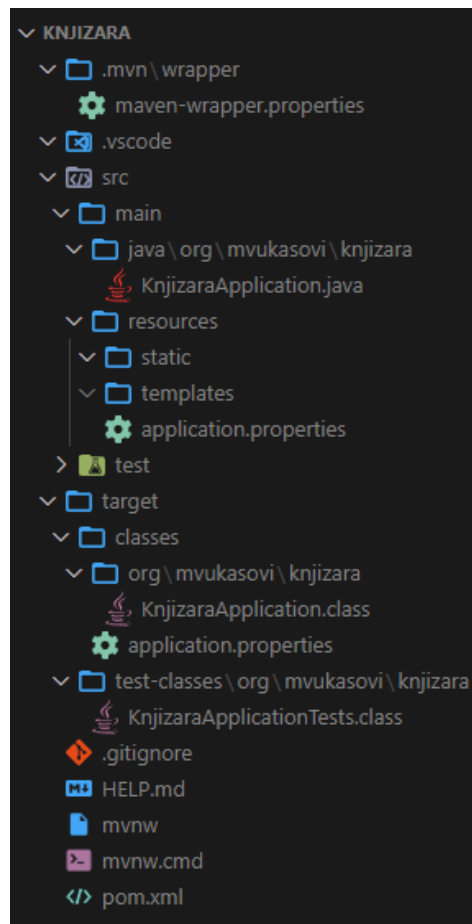 KNJIZARA
.mvn\wrapper
maven-wrapper.properties
.vscode
src
main
java\org\mvukasovi\knjizara
KnjizaraApplication.java
resources
static
templates
application.properties
test
target
classes
org\mvukasovi\knjizara
KnjizaraApplication.class
application.properties
test-classes\org\mvukasovi\knjizara
KnjizaraApplicationTests.class
.gitignore
HELP.md
mvnw
mvnw.cmd
pom.xml